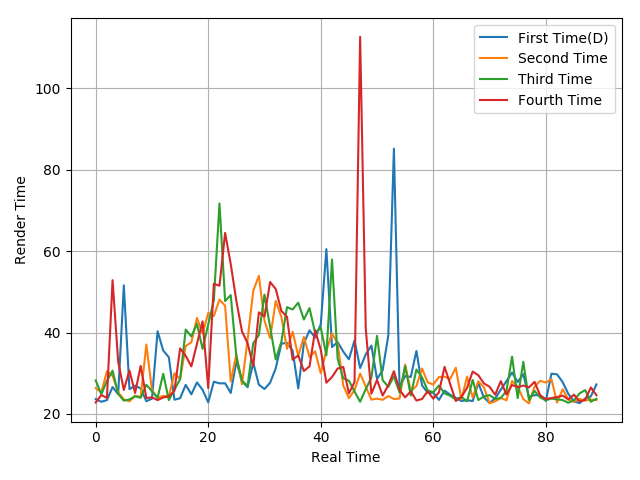 First Time(D)
Second Time
Third Time
Fourth Time
100
80
60
40
20
Render Time
0 20 40 60 80
Real Time